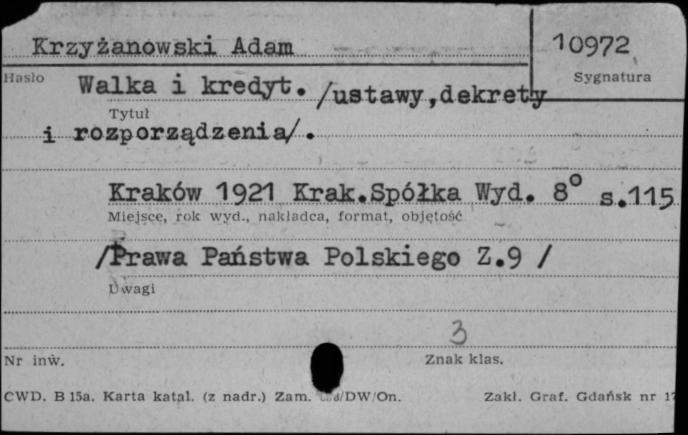 Krzyżanowski Adam
10972
Hasło
Sygnatura
Walka i kredyt. /ustawy,dekrety
Tytuł
i rozporządzenia/.
Kraków 1921 Krak.Spółka Wyd. 8° s.115
Miejsce, rok wyd., nakładca, format, objętość
/Prawa Państwa Polskiego Z.9 /
Uwagi
3
Nr inw.
Znak klas.
CWD. B 15a. Karta katal. (z nadr.) Zam. /DW/On.
Zakł. Graf. Gdańsk nr